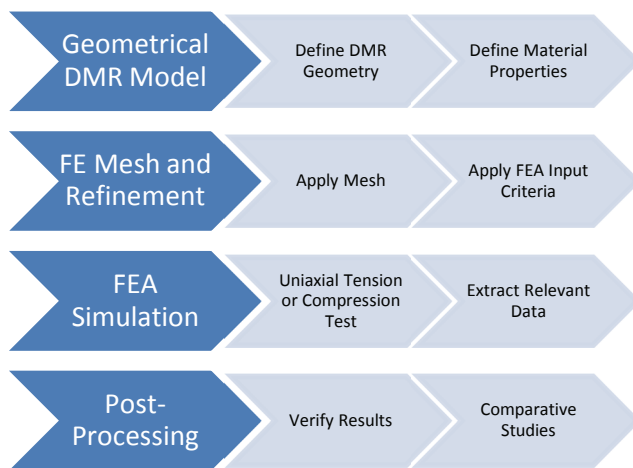 Geometrical
DMR Model
Define DMR
Geometry
Define Material
Properties
FE Mesh and
Refinement
Apply Mesh
Apply FEA Input
Criteria
FEA
Simulation
Uniaxial Tension
or Compression
Test
Extract Relevant
Data
Post-
Processing
Verify Results
Comparative
Studies